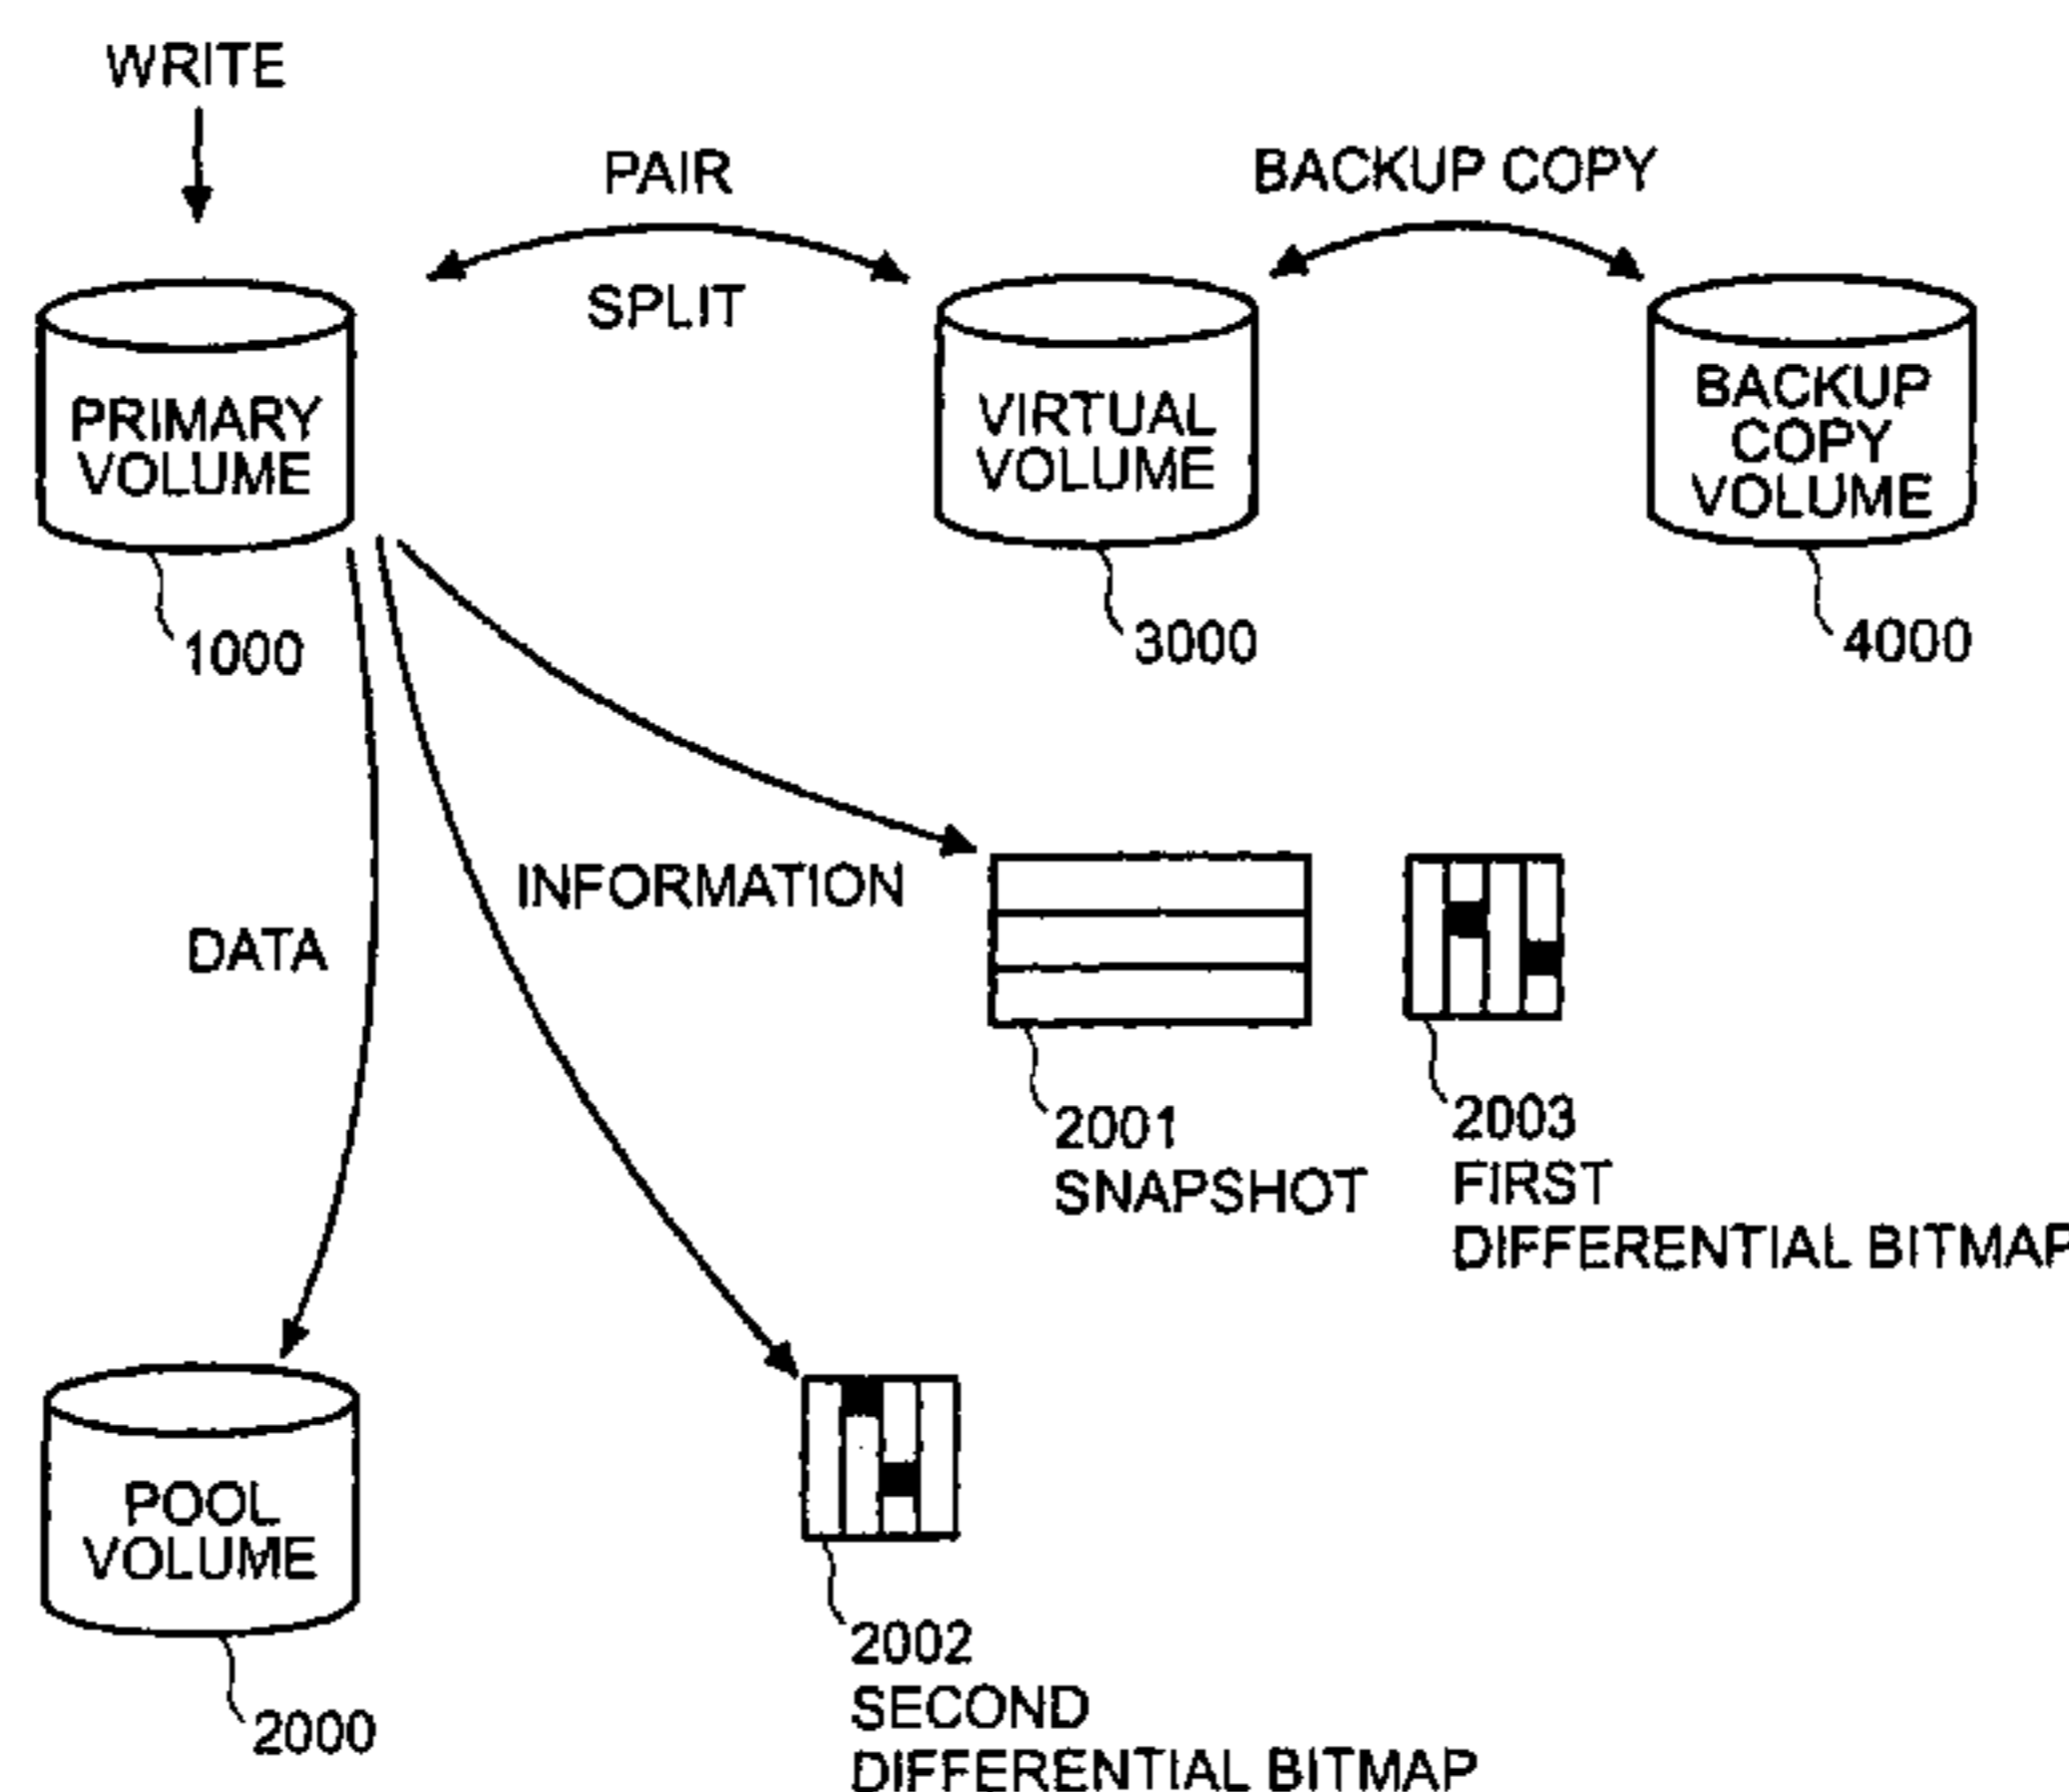 WRITE
PAIR
SPLIT
BACKUP COPY
PRIMARY
VOLUME
1000
VIRTUAL
VOLUME
3000
BACKUP
COPY
VOLUME
4000
DATA
INFORMATION
2001
SNAPSHOT
2003
FIRST
DIFFERENTIAL BITMAP
POOL
VOLUME
2000
2002
SECOND
DIFFERENTIAL BITMAP